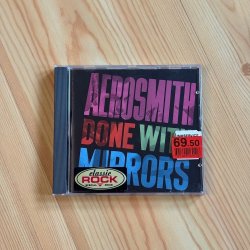 AEROSMITH
DONE WITH
69.50
MIRRORS
classic
ROCK